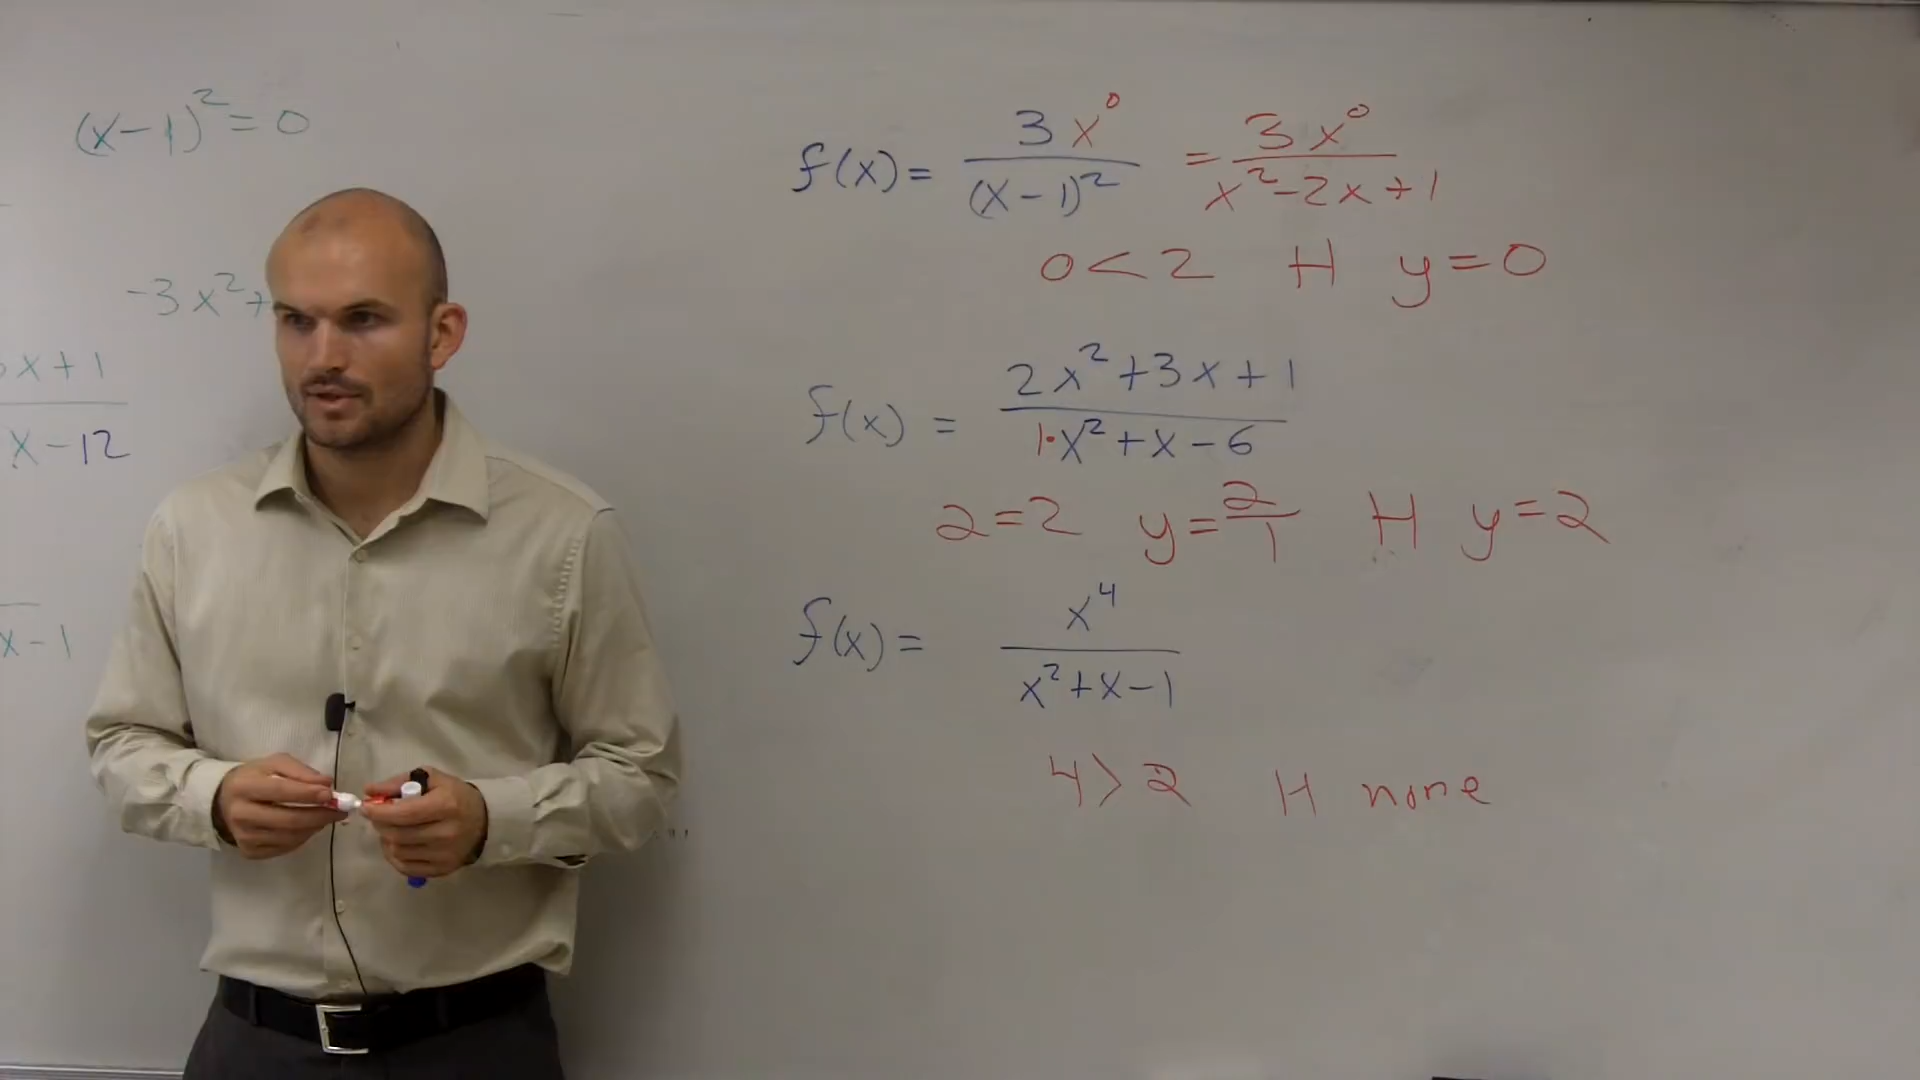 (x-1)² = 0
-3x²+
x+1
x-12
x-1
f(x) = 3x⁰/(x-1)² = 3x⁰/x²-2x+1
0<2 H y=0
f(x) = 2x²+3x+1/1·x²+x-6
2=2 y=2/1 H y=2
f(x) = x⁴/x²+x-1
4>2 H none